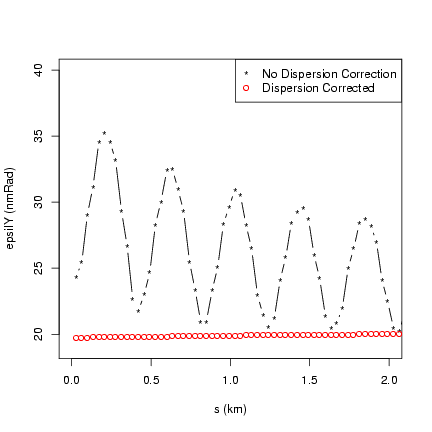 * No Dispersion Correction
o Dispersion Corrected
epsilY (nmRad)
40
35
30
25
20
0.0 0.5 1.0 1.5 2.0
s (km)